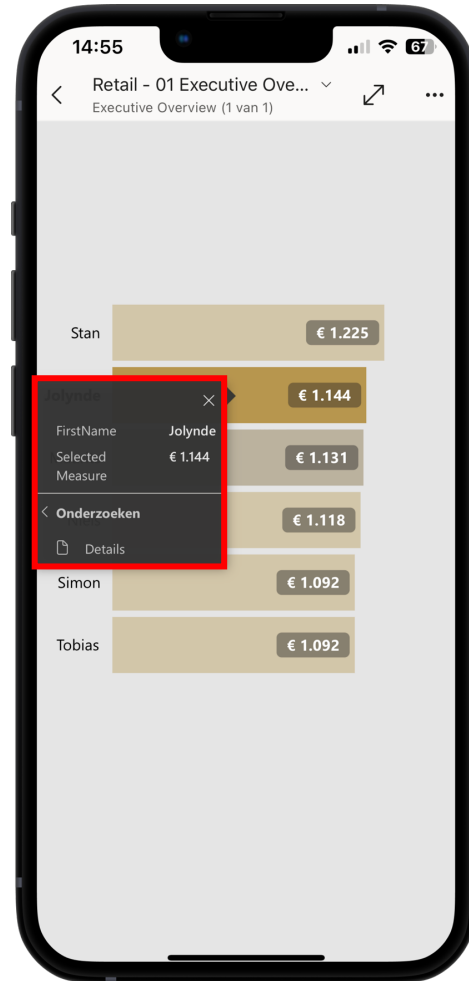 14:55
67
Retail - 01 Executive Ove...
Executive Overview (1 van 1)
Stan
€ 1.225
Jolynde
€ 1.144
FirstName
Jolynde
Selected
Measure
€ 1.144
€ 1.131
Onderzoeken
€ 1.118
Details
Simon
€ 1.092
Tobias
€ 1.092